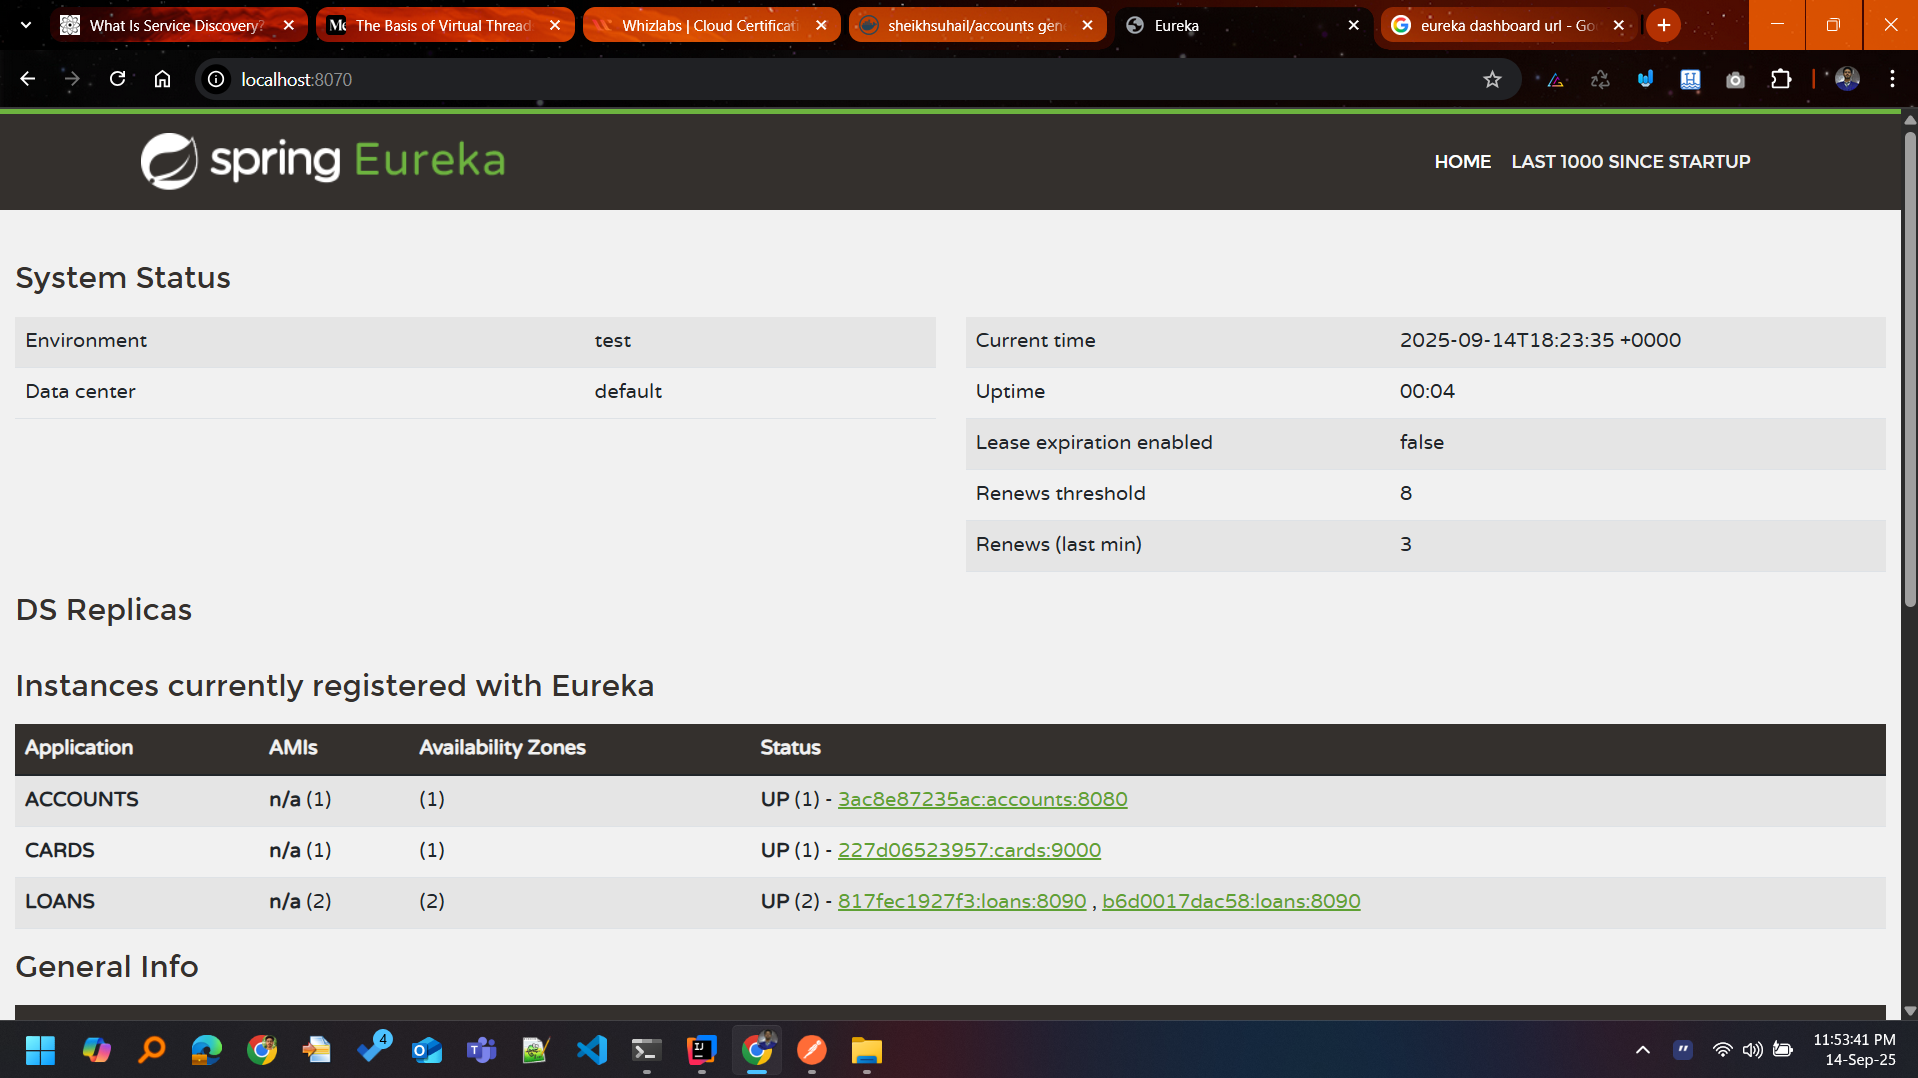 What Is Service Discovery?
Me The Basis of Virtual Thread
Whizlabs | Cloud Certificati
sheikhsuhail/accounts gene
Eureka
eureka dashboard url - Goo
localhost:8070
spring Eureka
HOME LAST 1000 SINCE STARTUP
System Status
Environment test
Data center default
Current time 2025-09-14T18:23:35 +0000
Uptime 00:04
Lease expiration enabled false
Renews threshold 8
Renews (last min) 3
DS Replicas
Instances currently registered with Eureka
Application AMIs Availability Zones Status
ACCOUNTS n/a (1) (1) UP (1) - 3ac8e87235ac:accounts:8080
CARDS n/a (1) (1) UP (1) - 227d06523957:cards:9000
LOANS n/a (2) (2) UP (2) - 817fec1927f3:loans:8090 , b6d0017dac58:loans:8090
General Info
4
11:53:41 PM
14-Sep-25